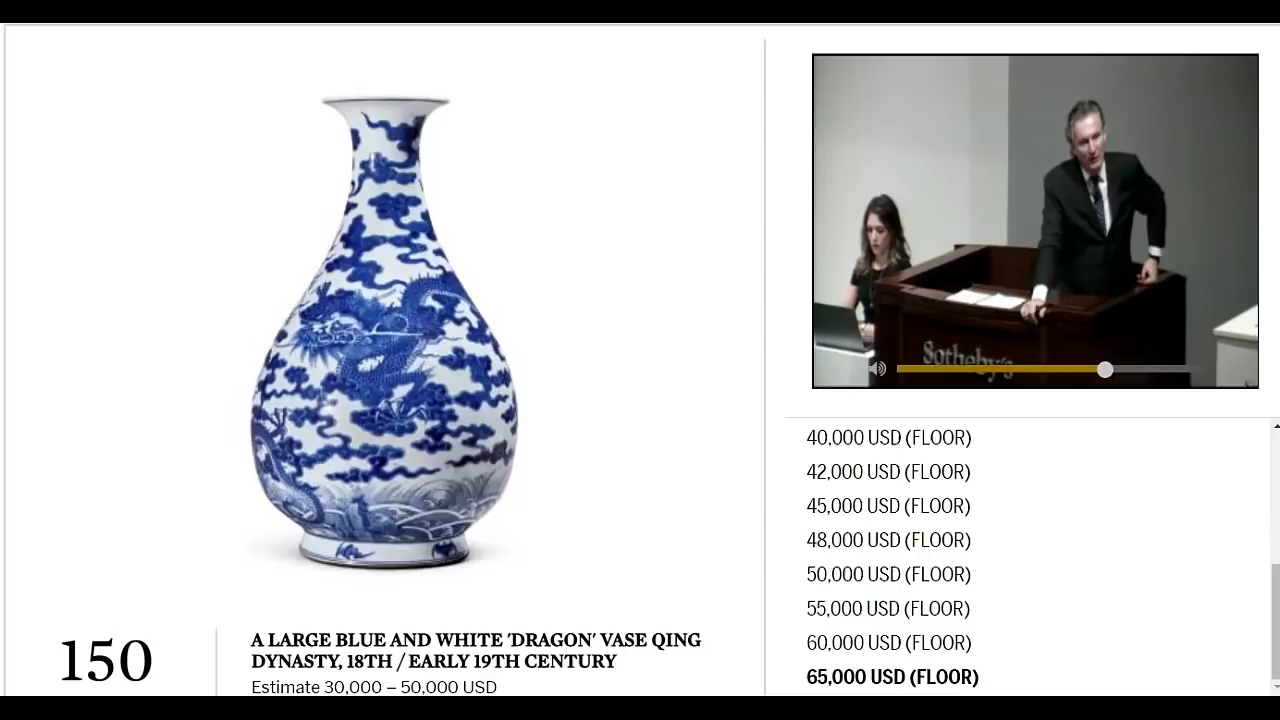 150
A LARGE BLUE AND WHITE 'DRAGON' VASE QING
DYNASTY, 18TH / EARLY 19TH CENTURY
Estimate 30,000 – 50,000 USD
Sotheby's
40,000 USD (FLOOR)
42,000 USD (FLOOR)
45,000 USD (FLOOR)
48,000 USD (FLOOR)
50,000 USD (FLOOR)
55,000 USD (FLOOR)
60,000 USD (FLOOR)
65,000 USD (FLOOR)